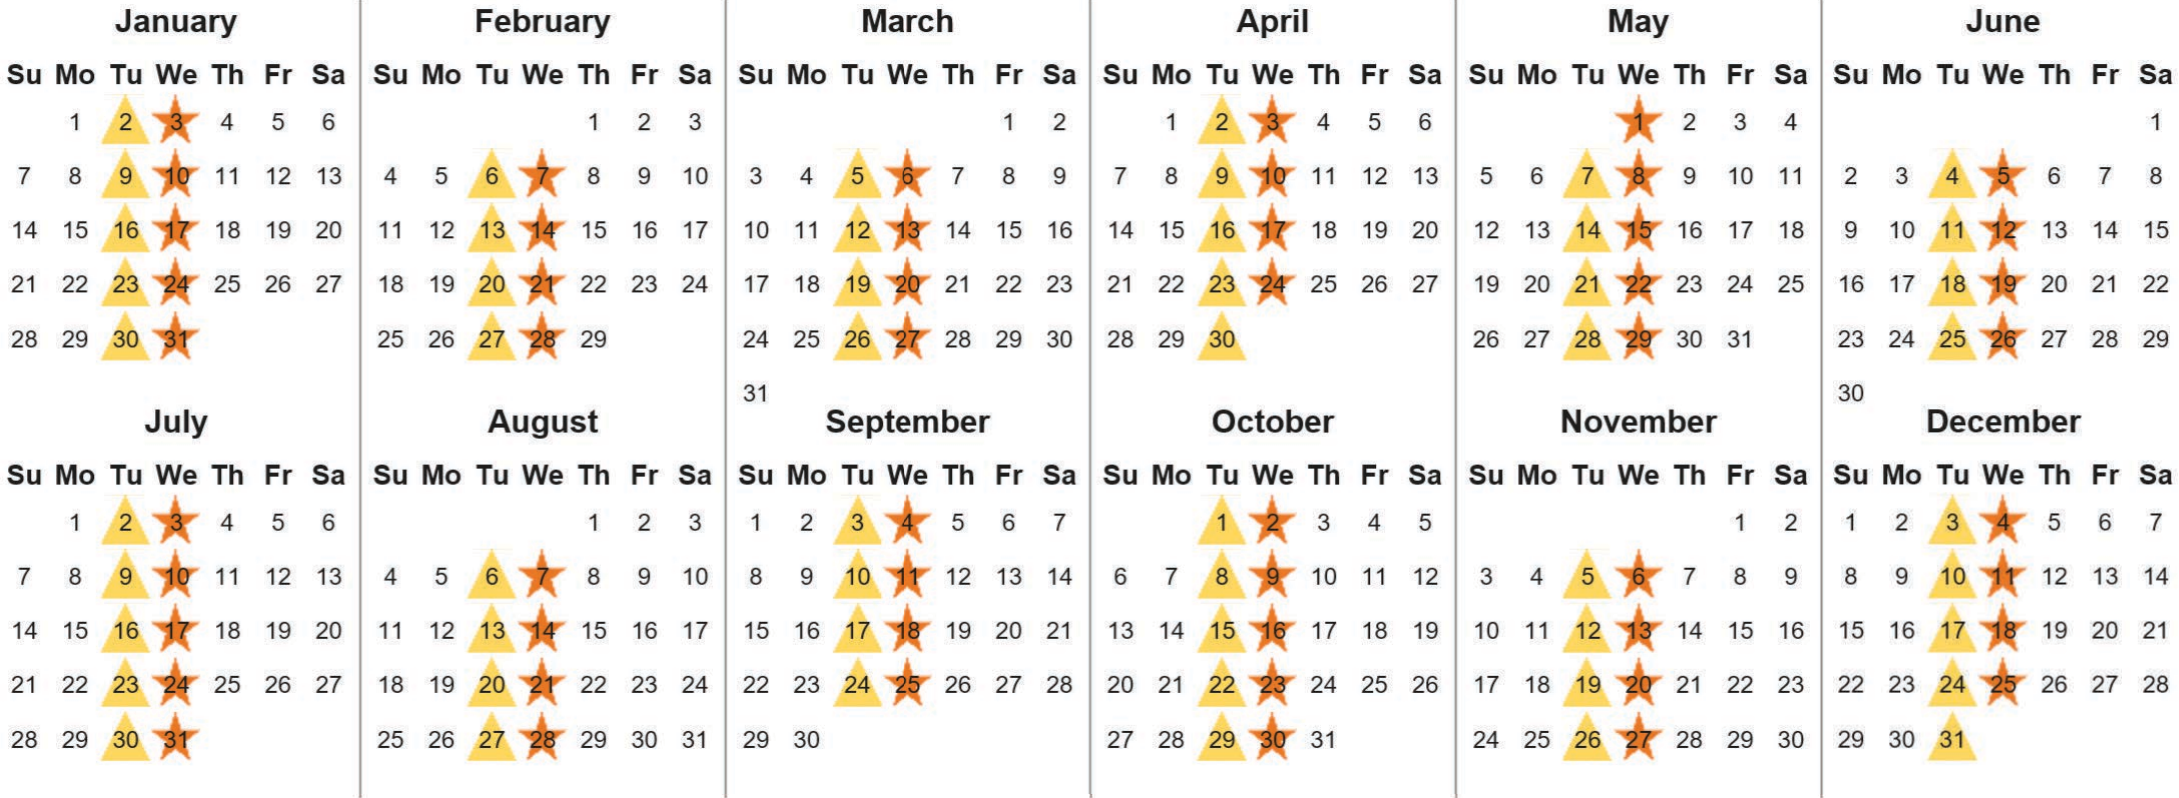 January February March April May June
Su Mo Tu We Th Fr Sa Su Mo Tu We Th Fr Sa Su Mo Tu We Th Fr Sa Su Mo Tu We Th Fr Sa Su Mo Tu We Th Fr Sa Su Mo Tu We Th Fr Sa
1 2 3 4 5 6 1 2 3 1 2 1 2 3 4 5 6 1 2 3 4 1
7 8 9 10 11 12 13 4 5 6 7 8 9 10 3 4 5 6 7 8 9 7 8 9 10 11 12 13 5 6 7 8 9 10 11 2 3 4 5 6 7 8
14 15 16 17 18 19 20 11 12 13 14 15 16 17 10 11 12 13 14 15 16 14 15 16 17 18 19 20 12 13 14 15 16 17 18 9 10 11 12 13 14 15
21 22 23 24 25 26 27 18 19 20 21 22 23 24 17 18 19 20 21 22 23 21 22 23 24 25 26 27 19 20 21 22 23 24 25 16 17 18 19 20 21 22
28 29 30 31 25 26 27 28 29 24 25 26 27 28 29 30 28 29 30 26 27 28 29 30 31 23 24 25 26 27 28 29
31 30
July August September October November December
Su Mo Tu We Th Fr Sa Su Mo Tu We Th Fr Sa Su Mo Tu We Th Fr Sa Su Mo Tu We Th Fr Sa Su Mo Tu We Th Fr Sa Su Mo Tu We Th Fr Sa
1 2 3 4 5 6 1 2 3 1 2 3 4 5 6 7 1 2 3 4 5 1 2 1 2 3 4 5 6 7
7 8 9 10 11 12 13 4 5 6 7 8 9 10 8 9 10 11 12 13 14 6 7 8 9 10 11 12 3 4 5 6 7 8 9 8 9 10 11 12 13 14
14 15 16 17 18 19 20 11 12 13 14 15 16 17 15 16 17 18 19 20 21 13 14 15 16 17 18 19 10 11 12 13 14 15 16 15 16 17 18 19 20 21
21 22 23 24 25 26 27 18 19 20 21 22 23 24 22 23 24 25 26 27 28 20 21 22 23 24 25 26 17 18 19 20 21 22 23 22 23 24 25 26 27 28
28 29 30 31 25 26 27 28 29 30 31 29 30 27 28 29 30 31 24 25 26 27 28 29 30 29 30 31